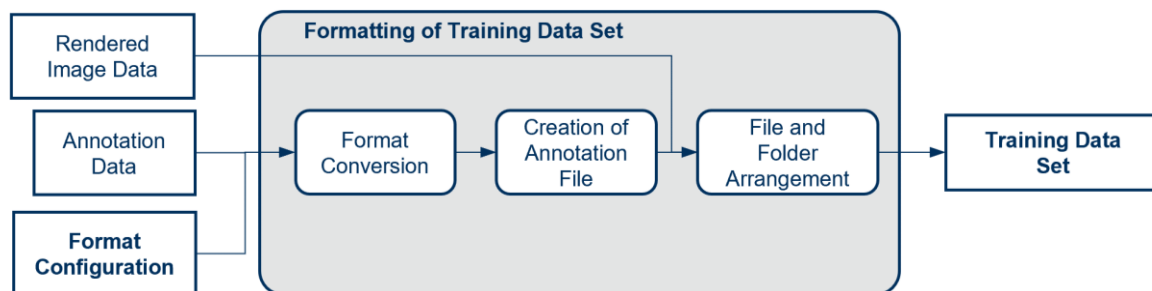 Formatting of Training Data Set
Rendered
Image Data
Annotation
Data
Format
Configuration
Format
Conversion
Creation of
Annotation
File
File and
Folder
Arrangement
Training Data
Set